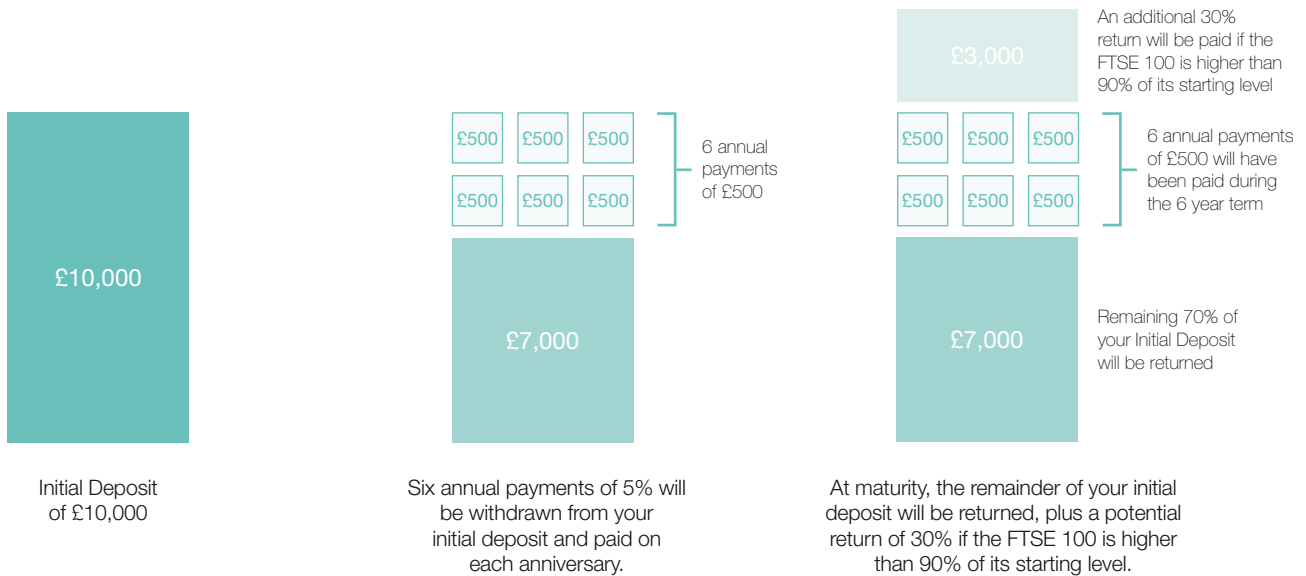 £10,000
Initial Deposit
of £10,000
£500 £500 £500
£500 £500 £500
6 annual
payments
of £500
£7,000
Six annual payments of 5% will
be withdrawn from your
initial deposit and paid on
each anniversary.
£3,000
An additional 30%
return will be paid if the
FTSE 100 is higher than
90% of its starting level
£500 £500 £500
£500 £500 £500
6 annual payments
of £500 will have
been paid during
the 6 year term
£7,000
Remaining 70% of
your Initial Deposit
will be returned
At maturity, the remainder of your initial
deposit will be returned, plus a potential
return of 30% if the FTSE 100 is higher
than 90% of its starting level.